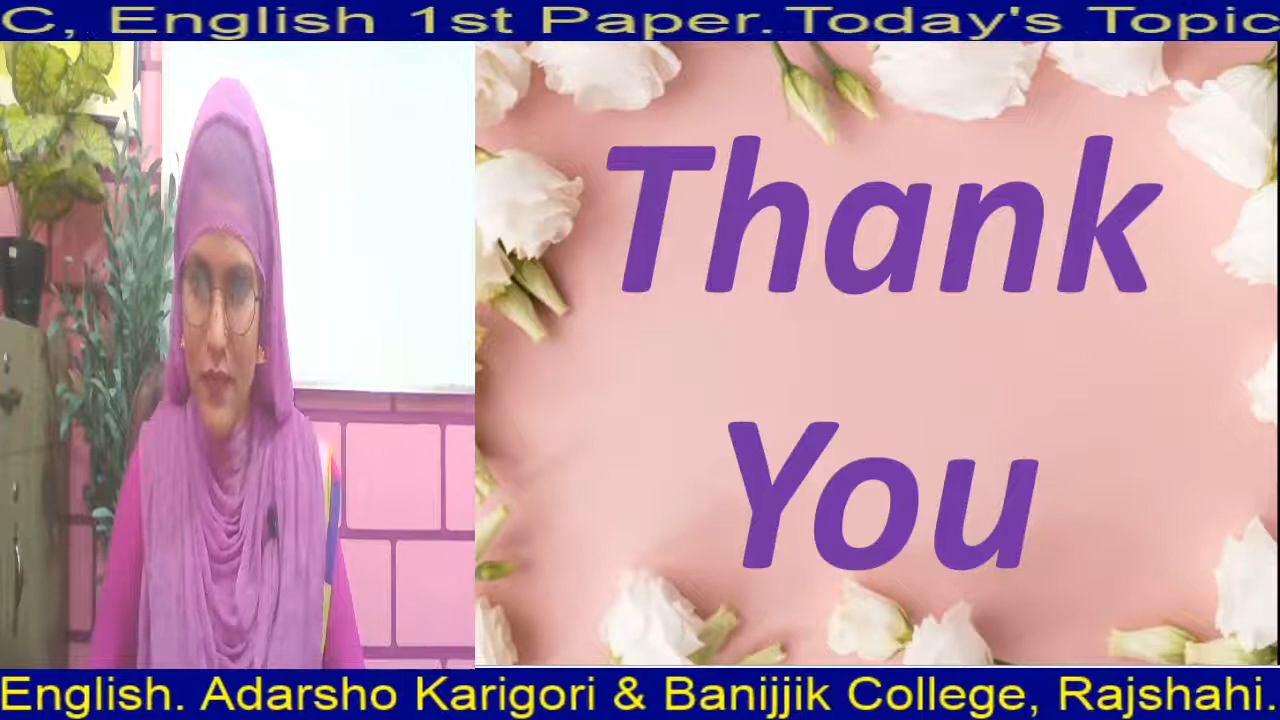 C, English 1st Paper. Today's Topic
Thank
You
English. Adarsho Karigori & Banijjik College, Rajshahi.